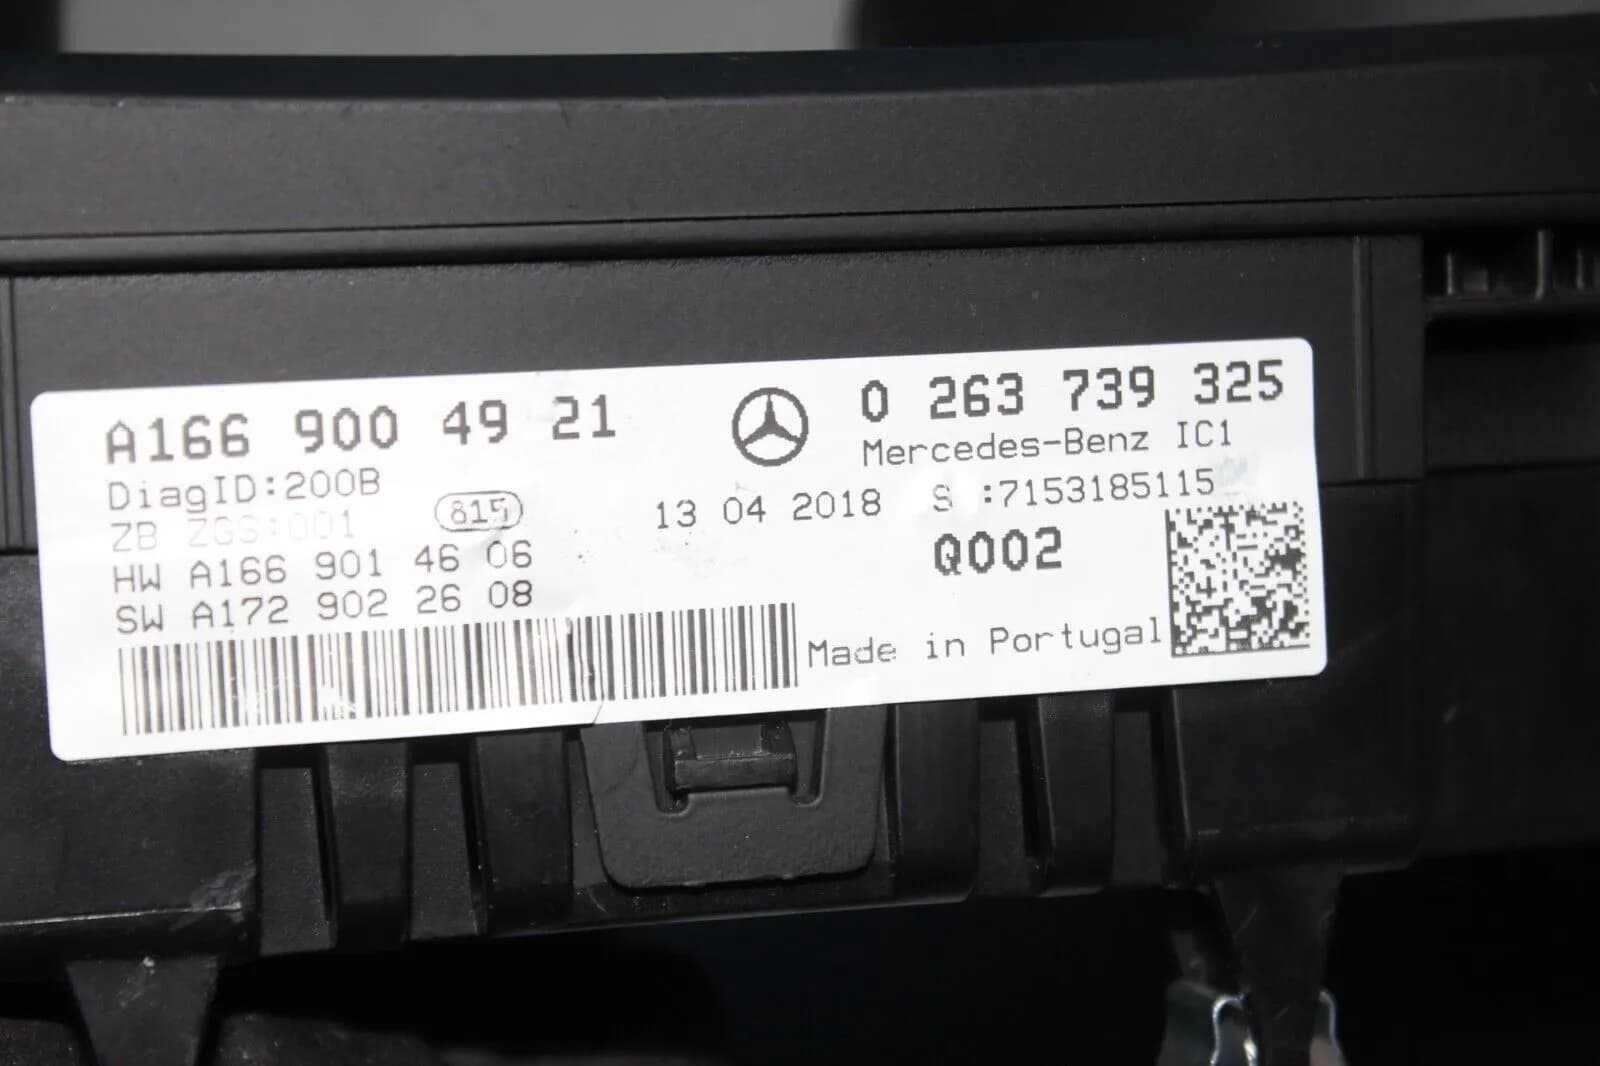 A166 900 49 21
DiagID:200B
ZB ZGS:001
815
HW A166 901 46 06
SW A172 902 26 08
0 263 739 325
Mercedes-Benz IC1
13 04 2018 S :7153185115
Q002
Made in Portugal